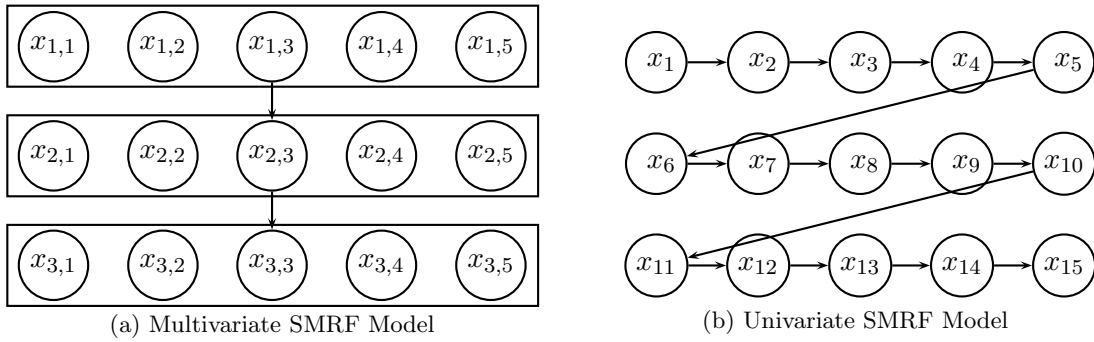 x1,1 x1,2 x1,3 x1,4 x1,5
x2,1 x2,2 x2,3 x2,4 x2,5
x3,1 x3,2 x3,3 x3,4 x3,5
(a) Multivariate SMRF Model
x1 x2 x3 x4 x5
x6 x7 x8 x9 x10
x11 x12 x13 x14 x15
(b) Univariate SMRF Model